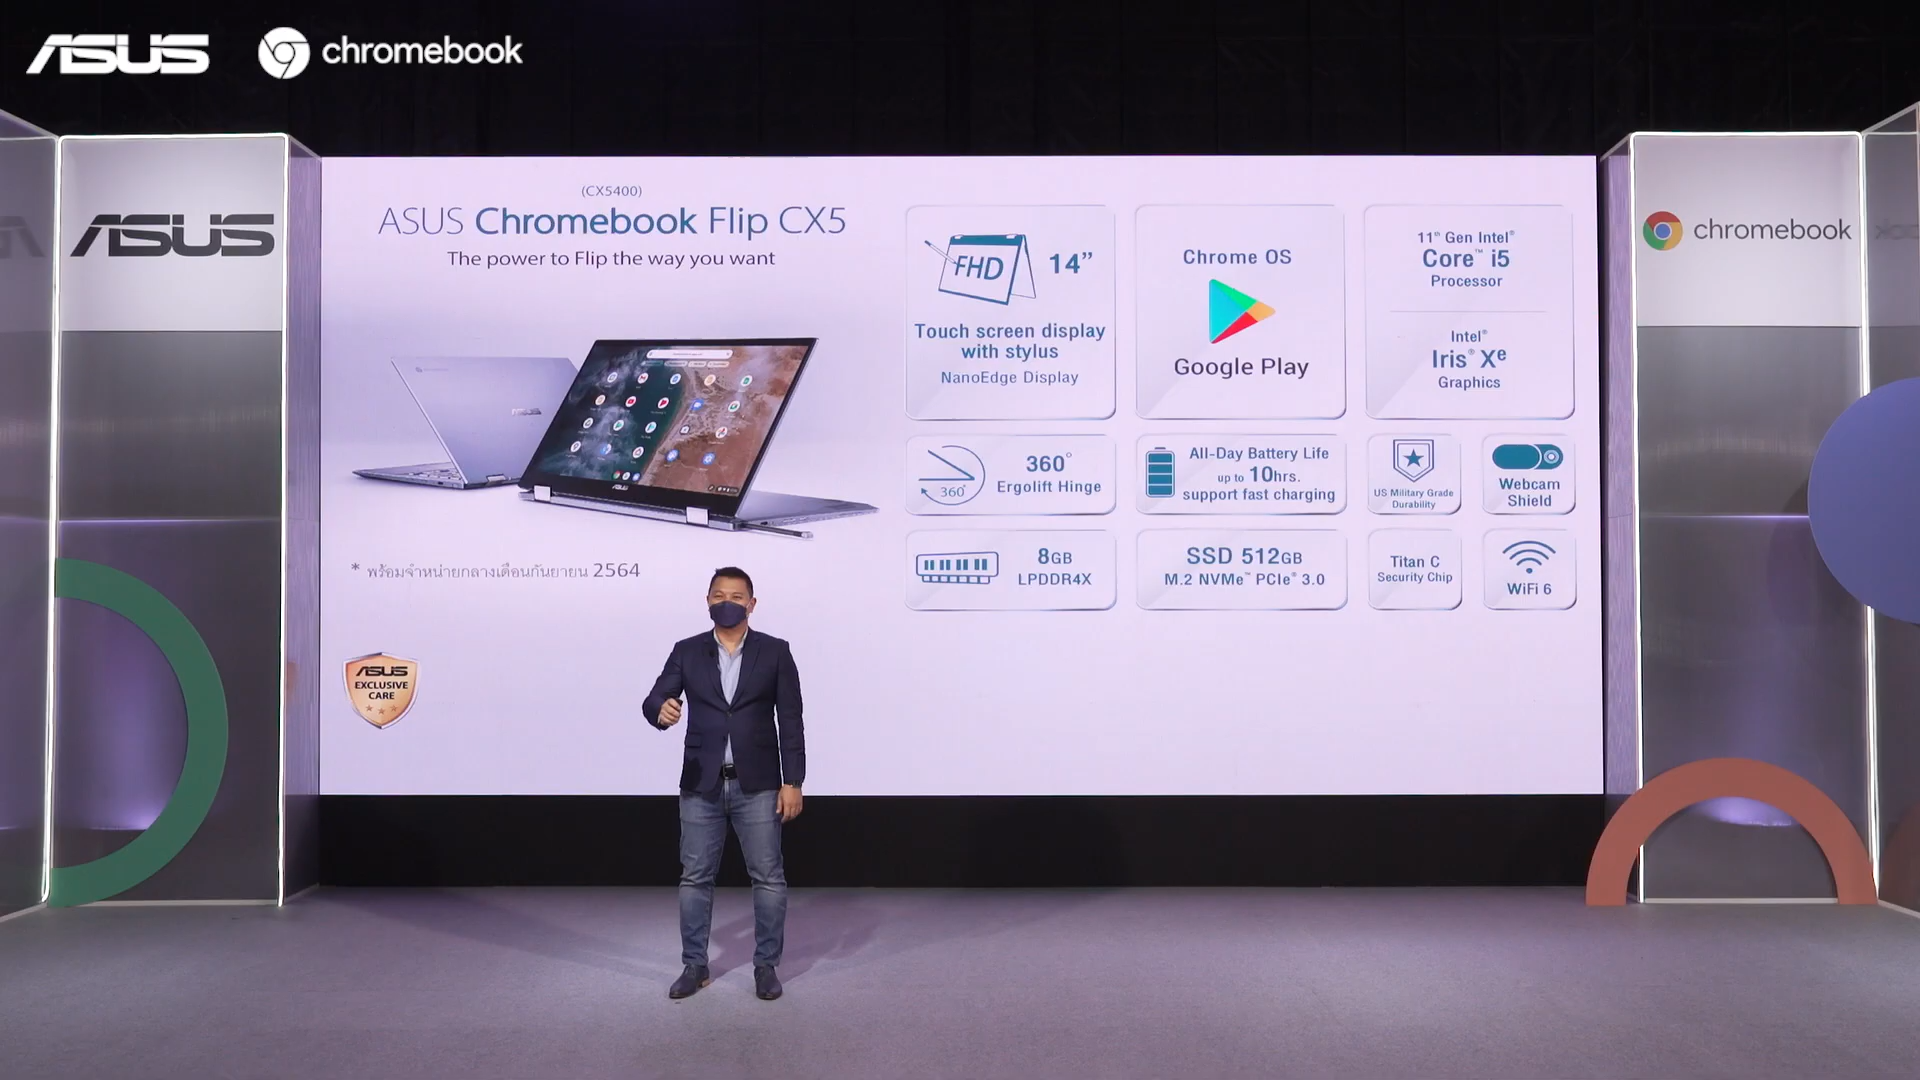 ASUS chromebook
ASUS
chromebook
(CX5400)
ASUS Chromebook Flip CX5
The power to Flip the way you want
* พร้อมจำหน่ายกลางเดือนกันยายน 2564
ASUS
EXCLUSIVE
CARE
FHD 14”
Touch screen display
with stylus
NanoEdge Display
Chrome OS
Google Play
11th Gen Intel®
Core™ i5
Processor
Intel®
Iris® Xe
Graphics
360°
360°
Ergolift Hinge
All-Day Battery Life
up to 10hrs.
support fast charging
US Military Grade
Durability
Webcam
Shield
8GB
LPDDR4X
SSD 512GB
M.2 NVMe™ PCIe® 3.0
Titan C
Security Chip
WiFi 6
ASUS